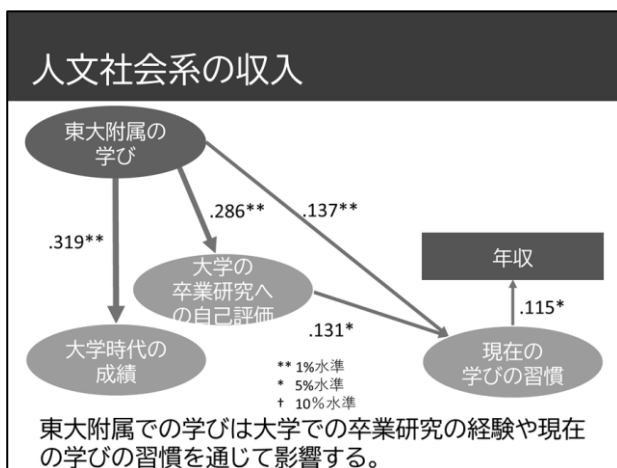 人文社会系の収入
東大附属の
学び
.319**
.286**
.137**
大学の
卒業研究へ
の自己評価
年収
.131*
.115*
大学時代の
成績
現在の
学びの習慣
** 1%水準
* 5%水準
† 10%水準
東大附属での学びは大学での卒業研究の経験や現在
の学びの習慣を通じて影響する。